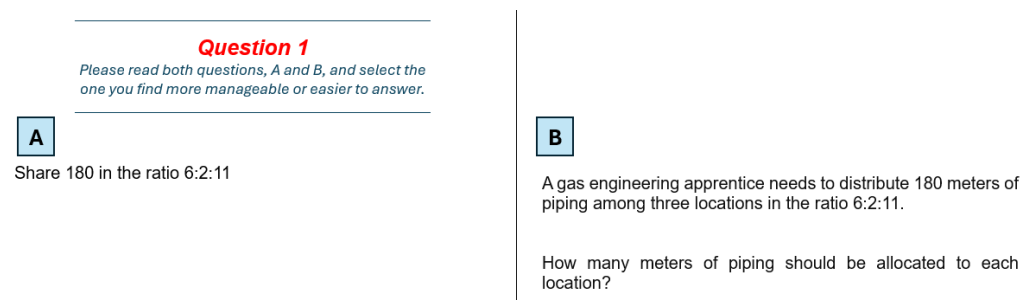 Question 1
Please read both questions, A and B, and select the
one you find more manageable or easier to answer.
A
Share 180 in the ratio 6:2:11
B
A gas engineering apprentice needs to distribute 180 meters of
piping among three locations in the ratio 6:2:11.
How many meters of piping should be allocated to each
location?